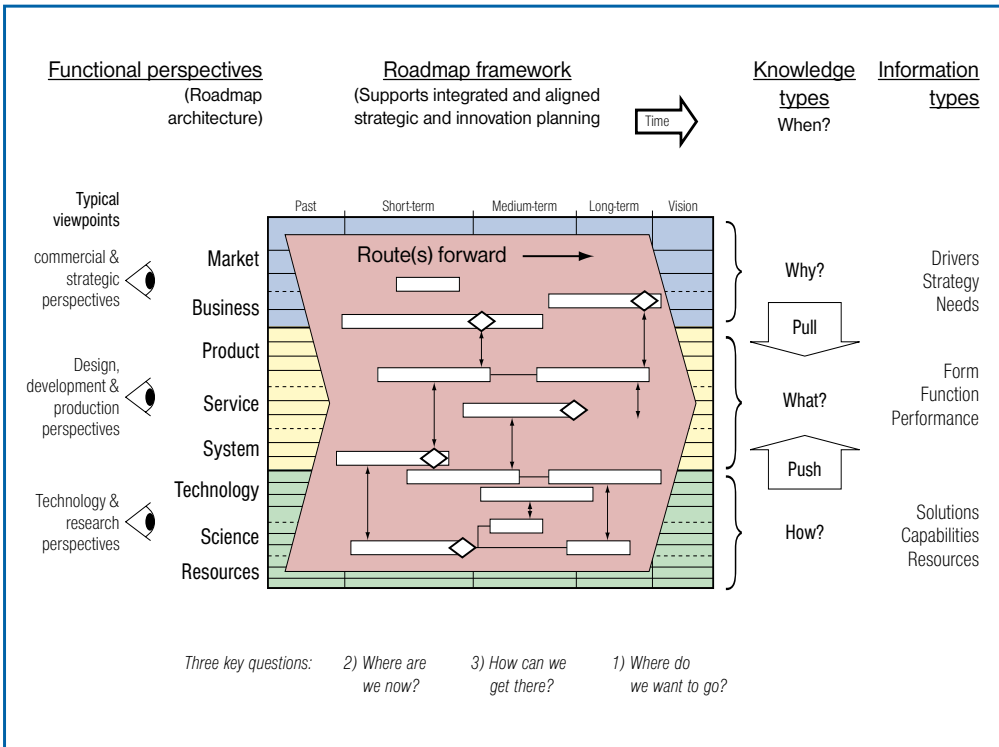 Functional perspectives
(Roadmap
architecture)
Roadmap framework
(Supports integrated and aligned
strategic and innovation planning
Time
Knowledge
types
When?
Information
types
Typical
viewpoints
Past
Short-term
Medium-term
Long-term
Vision
commercial &
strategic
perspectives
Market
Business
Route(s) forward
Why?
Drivers
Strategy
Needs
Pull
Design,
development &
production
perspectives
Product
Service
System
What?
Form
Function
Performance
Push
Technology &
research
perspectives
Technology
Science
Resources
How?
Solutions
Capabilities
Resources
Three key questions:
2) Where are
we now?
3) How can we
get there?
1) Where do
we want to go?